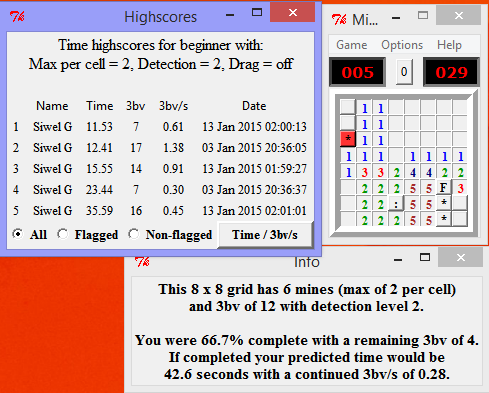 Highscores
Time highscores for beginner with:
Max per cell = 2, Detection = 2, Drag = off
Name Time 3bv 3bv/s Date
1 Siwel G 11.53 7 0.61 13 Jan 2015 02:00:13
2 Siwel G 12.41 17 1.38 03 Jan 2015 20:36:05
3 Siwel G 15.55 14 0.91 13 Jan 2015 01:59:27
4 Siwel G 23.44 7 0.30 03 Jan 2015 20:36:37
5 Siwel G 35.59 16 0.45 13 Jan 2015 02:01:01
All Flagged Non-flagged Time / 3bv/s
Mi...
Game Options Help
005 0 029
1 1
1 1
* 1
1 1 1 1 1 1 1
1 3 3 2 4 4 2 2
2 2 2 5 5 F 3
2 2 : 5 5 *
2 2 2 5 5 *
Info
This 8 x 8 grid has 6 mines (max of 2 per cell)
and 3bv of 12 with detection level 2.
You were 66.7% complete with a remaining 3bv of 4.
If completed your predicted time would be
42.6 seconds with a continued 3bv/s of 0.28.